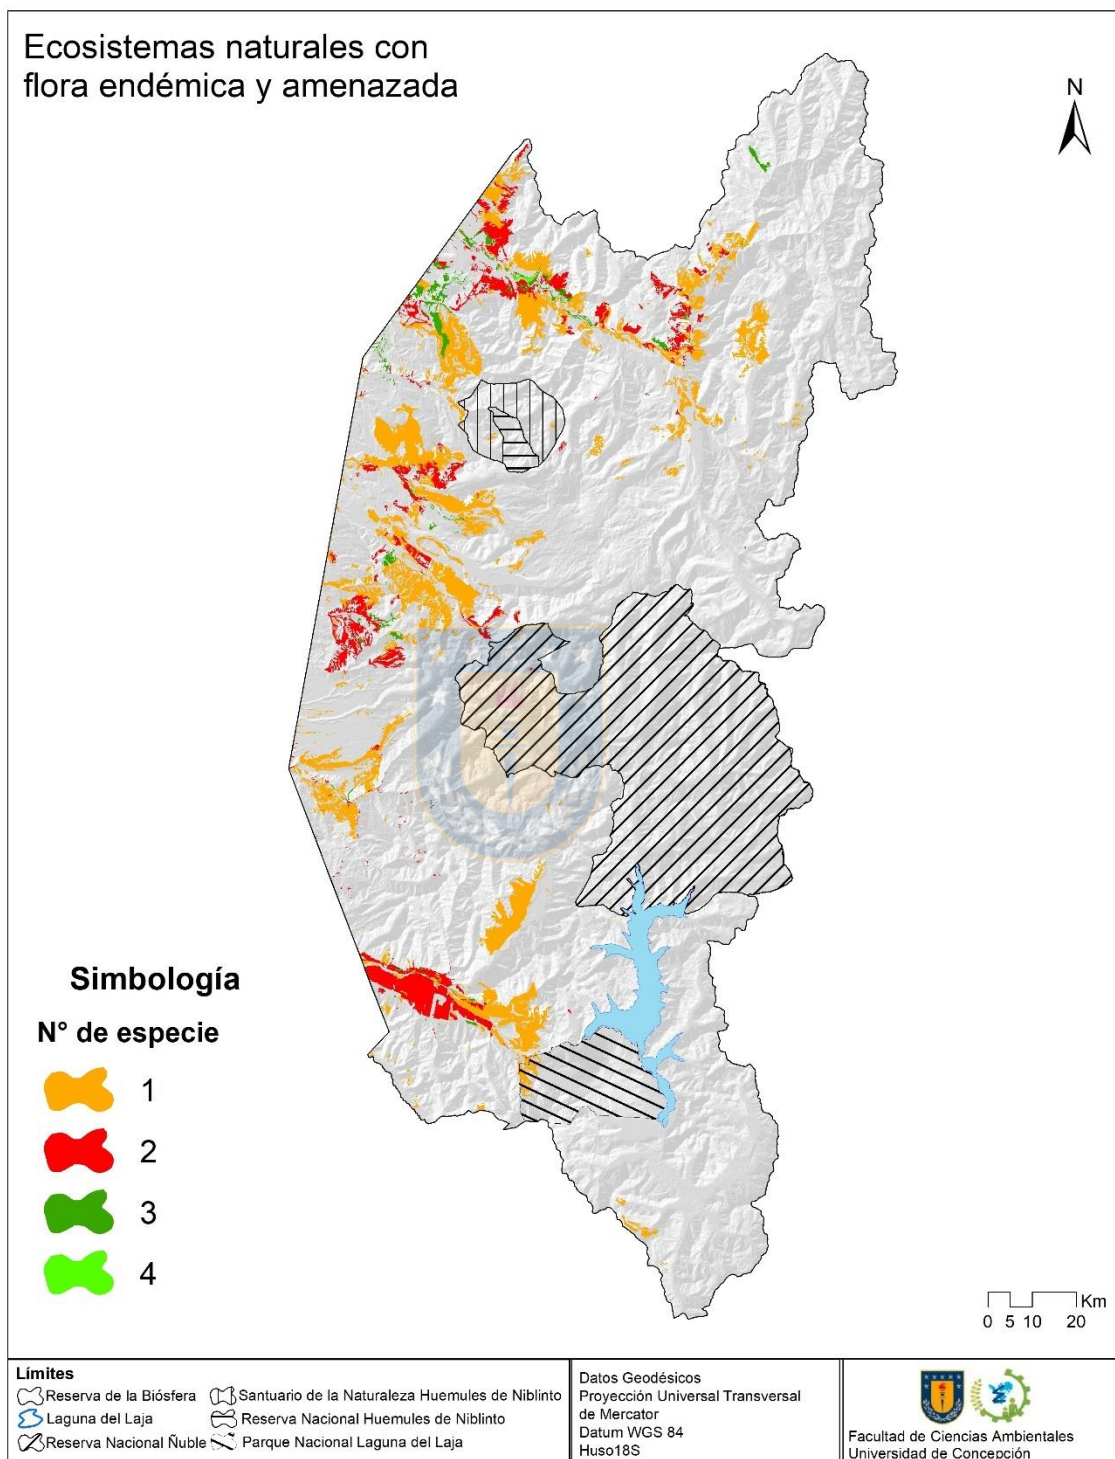 Ecosistemas naturales con
flora endémica y amenazada
N
Simbología
N° de especie
1
2
3
4
Km
0 5 10 20
Límites
Reserva de la Biósfera
Santuario de la Naturaleza Huemules de Niblinto
Laguna del Laja
Reserva Nacional Huemules de Niblinto
Reserva Nacional Ñuble
Parque Nacional Laguna del Laja
Datos Geodésicos
Proyección Universal Transversal
de Mercator
Datum WGS 84
Huso18S
Facultad de Ciencias Ambientales
Universidad de Concepción